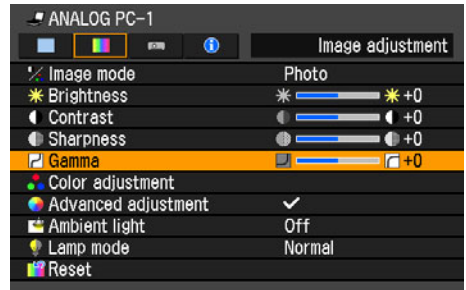 ANALOG PC-1
Image adjustment
Image mode Photo
Brightness +0
Contrast +0
Sharpness +0
Gamma +0
Color adjustment
Advanced adjustment
Ambient light Off
Lamp mode Normal
Reset